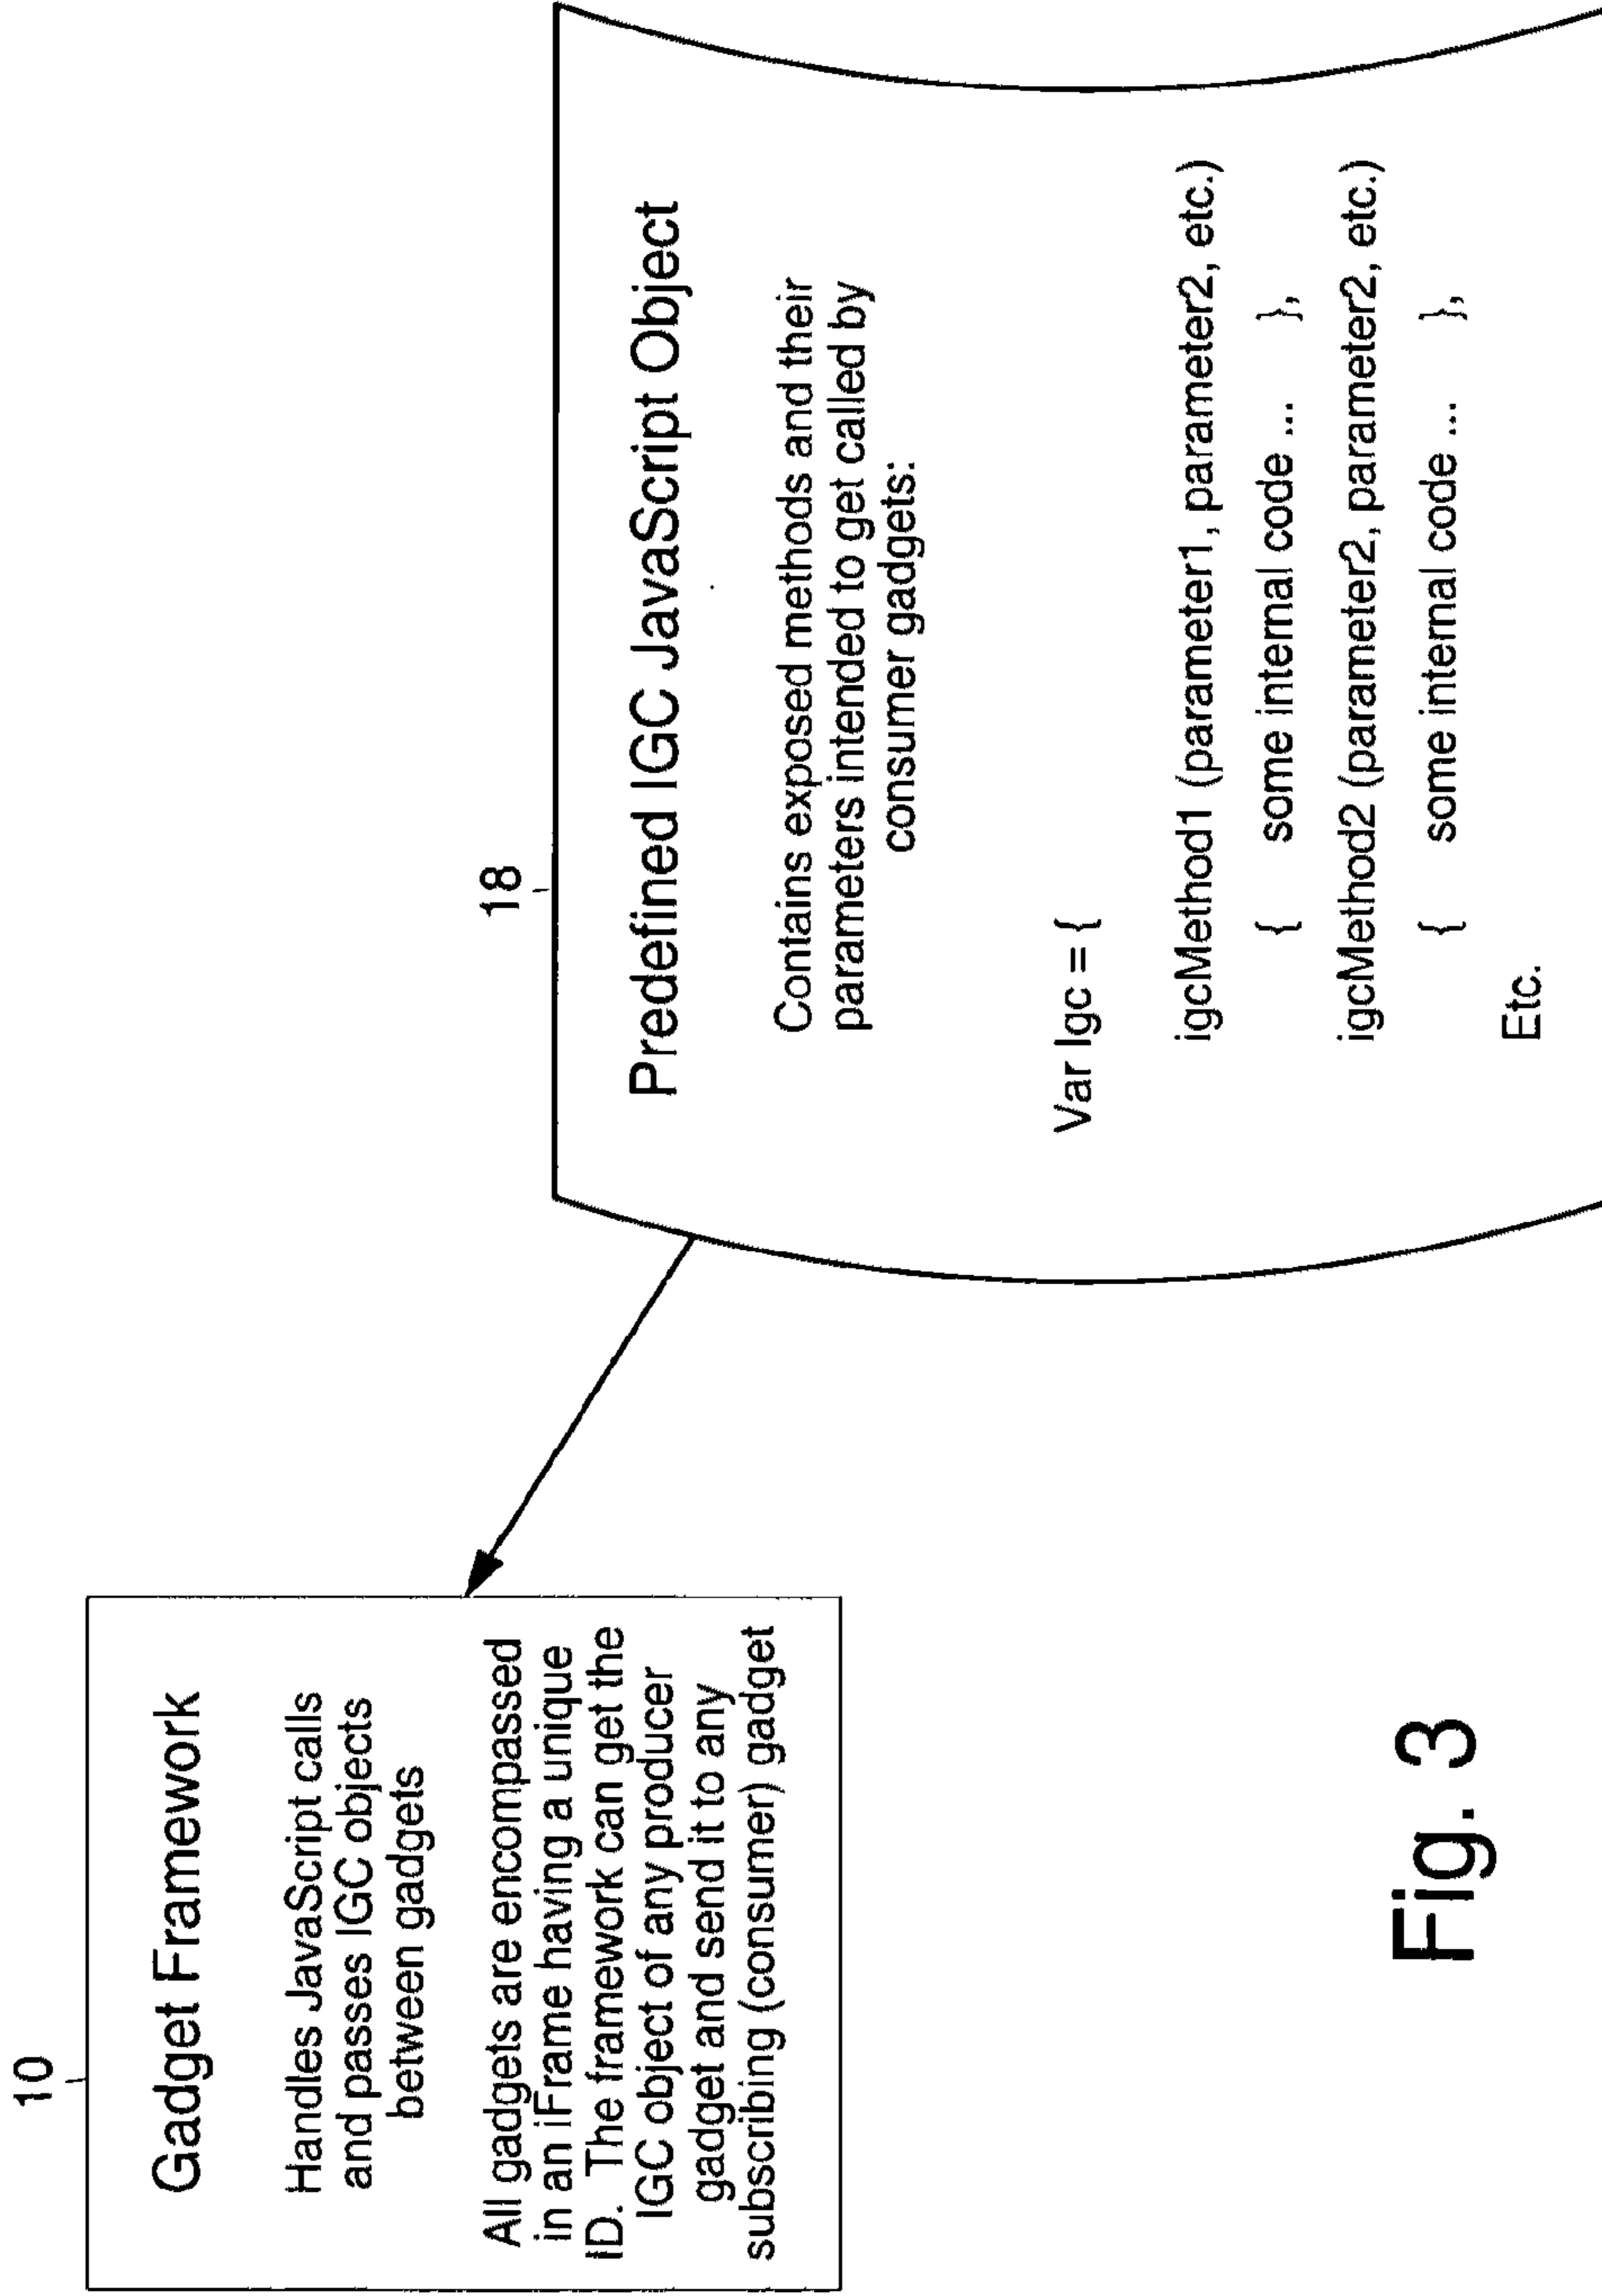 10
Gadget Framework
Handles JavaScript calls
and passes IGC objects
between gadgets
All gadgets are encompassed
in an iFrame having a unique
ID. The framework can get the
IGC object of any producer
gadget and send it to any
subscribing (consumer) gadget
18
Predefined IGC JavaScript Object
Contains exposed methods and their
parameters intended to get called by
consumer gadgets:
Var Igc = {
igcMethod1 (parameter1, parameter2, etc.)
{ some internal code ... },
igcMethod2 (parameter2, parameter2, etc.)
{ some internal code ... },
Etc.
Fig. 3